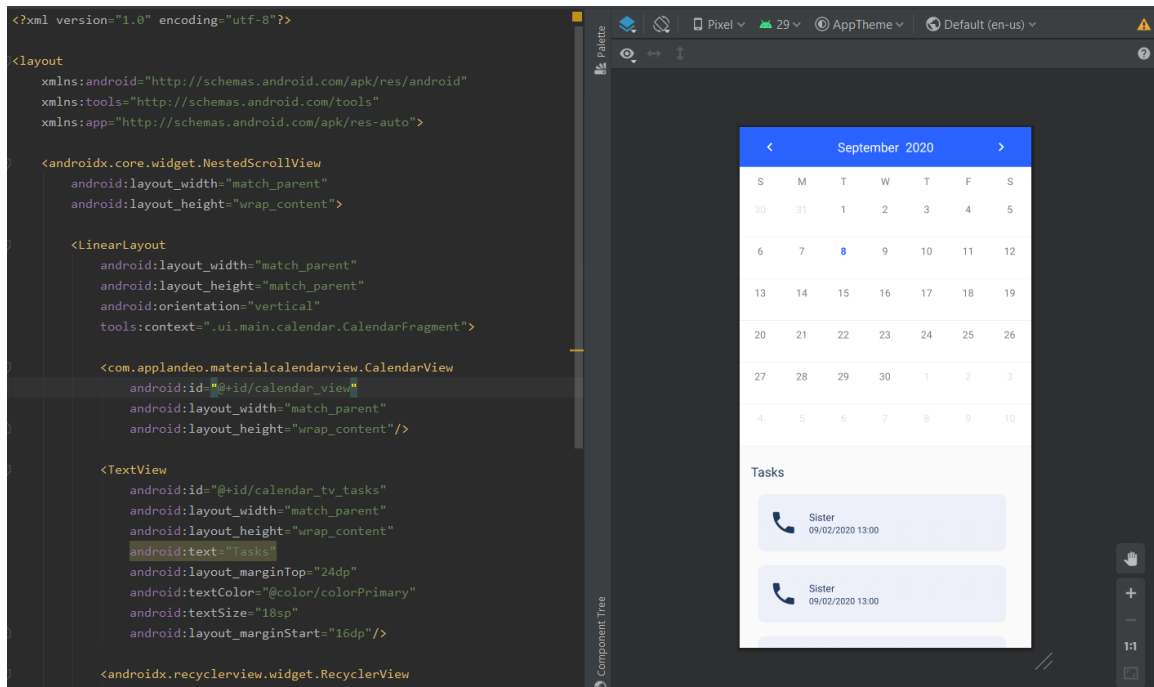 <?xml version="1.0" encoding="utf-8"?>
<layout
xmlns:android="http://schemas.android.com/apk/res/android"
xmlns:tools="http://schemas.android.com/tools"
xmlns:app="http://schemas.android.com/apk/res-auto">
<androidx.core.widget.NestedScrollView
android:layout_width="match_parent"
android:layout_height="wrap_content">
<LinearLayout
android:layout_width="match_parent"
android:layout_height="match_parent"
android:orientation="vertical"
tools:context=".ui.main.calendar.CalendarFragment">
<com.applandeo.materialcalendarview.CalendarView
android:id="@+id/calendar_view"
android:layout_width="match_parent"
android:layout_height="wrap_content"/>
<TextView
android:id="@+id/calendar_tv_tasks"
android:layout_width="match_parent"
android:layout_height="wrap_content"
android:text="Tasks"
android:layout_marginTop="24dp"
android:textColor="@color/colorPrimary"
android:textSize="18sp"
android:layout_marginStart="16dp"/>
<androidx.recyclerview.widget.RecyclerView
Palette
Component Tree
Pixel 29 AppTheme Default (en-us)
September 2020
S M T W T F S
30 31 1 2 3 4 5
6 7 8 9 10 11 12
13 14 15 16 17 18 19
20 21 22 23 24 25 26
27 28 29 30 1 2 3
4 5 6 7 8 9 10
Tasks
Sister
09/02/2020 13:00
Sister
09/02/2020 13:00
1:1